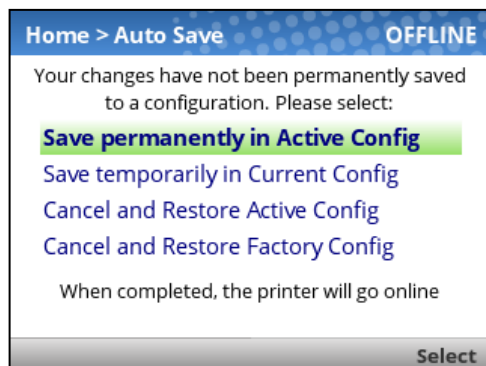 Home > Auto Save OFFLINE
Your changes have not been permanently saved
to a configuration. Please select:
Save permanently in Active Config
Save temporarily in Current Config
Cancel and Restore Active Config
Cancel and Restore Factory Config
When completed, the printer will go online
Select